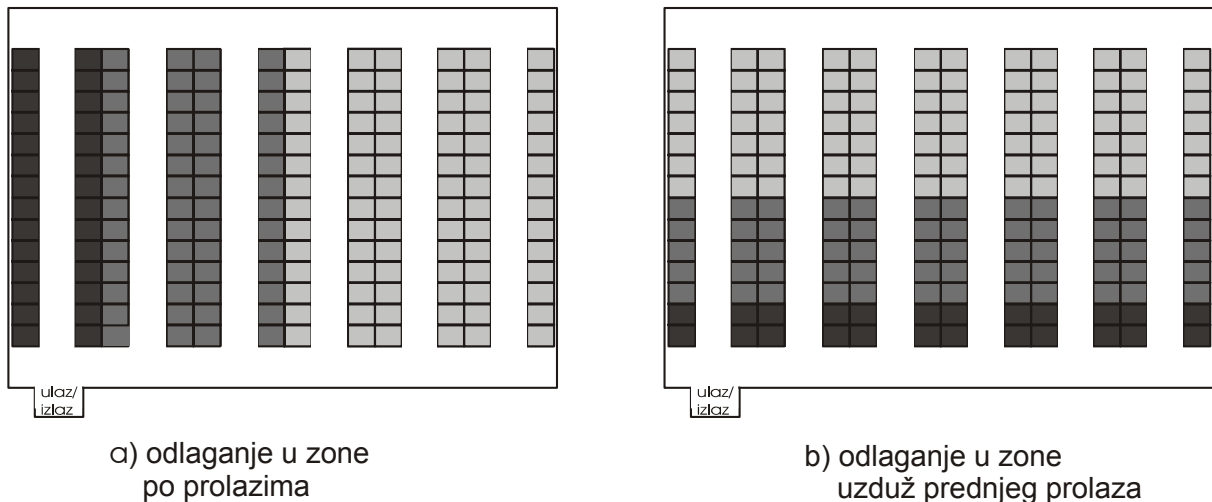 ulaz/
izlaz
a) odlaganje u zone
po prolazima
ulaz/
izlaz
b) odlaganje u zone
uzduž prednjeg prolaza